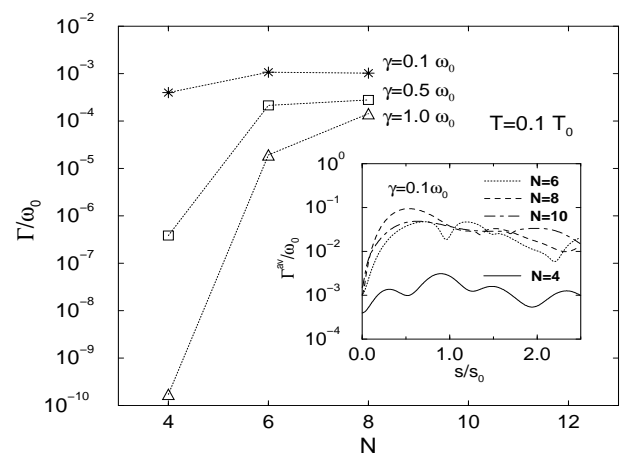 10⁻²
10⁻³
10⁻⁴
10⁻⁵
10⁻⁶
10⁻⁷
10⁻⁸
10⁻⁹
10⁻¹⁰
Γ/ω₀
4 6 8 10 12
N
γ=0.1 ω₀
γ=0.5 ω₀
γ=1.0 ω₀
T=0.1 T₀
10⁰
10⁻¹
10⁻²
10⁻³
10⁻⁴
Γᵃᵛ/ω₀
γ=0.1ω₀
N=6
N=8
N=10
N=4
0.0 1.0 2.0
s/s₀